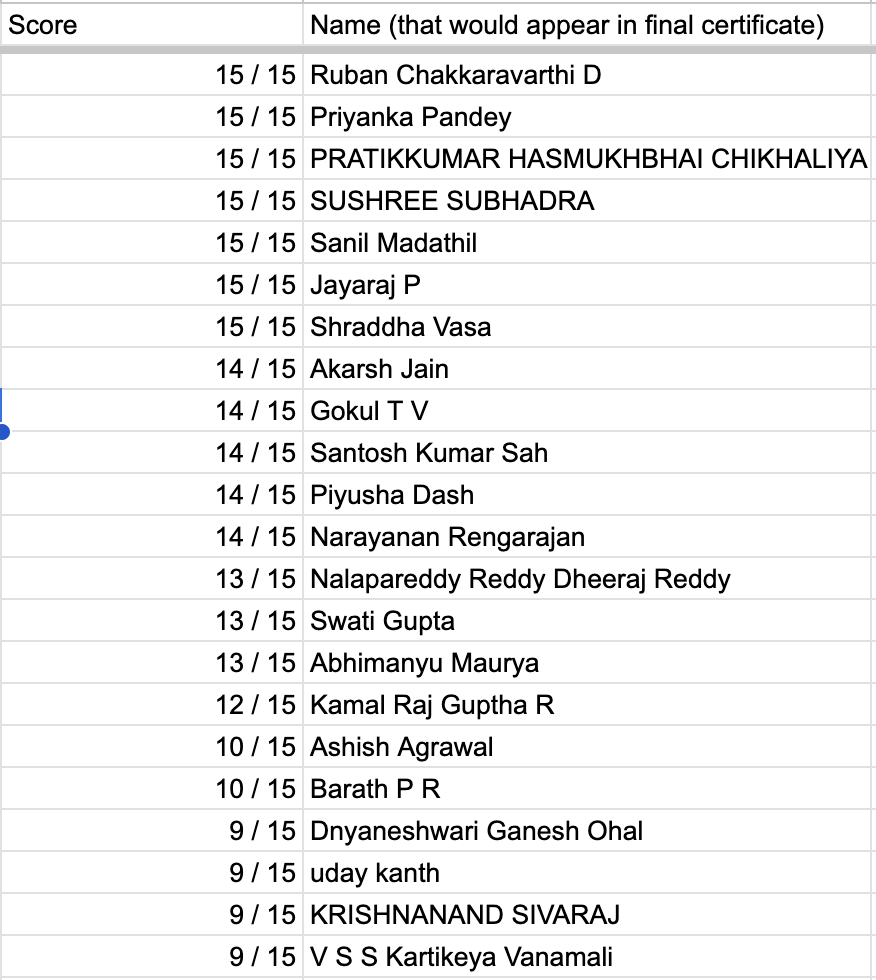 Score Name (that would appear in final certificate)
15 / 15 Ruban Chakkaravarthi D
15 / 15 Priyanka Pandey
15 / 15 PRATIKKUMAR HASMUKHBHAI CHIKHALIYA
15 / 15 SUSHREE SUBHADRA
15 / 15 Sanil Madathil
15 / 15 Jayaraj P
15 / 15 Shraddha Vasa
14 / 15 Akarsh Jain
14 / 15 Gokul T V
14 / 15 Santosh Kumar Sah
14 / 15 Piyusha Dash
14 / 15 Narayanan Rengarajan
13 / 15 Nalapareddy Reddy Dheeraj Reddy
13 / 15 Swati Gupta
13 / 15 Abhimanyu Maurya
12 / 15 Kamal Raj Guptha R
10 / 15 Ashish Agrawal
10 / 15 Barath P R
9 / 15 Dnyaneshwari Ganesh Ohal
9 / 15 uday kanth
9 / 15 KRISHNANAND SIVARAJ
9 / 15 V S S Kartikeya Vanamali